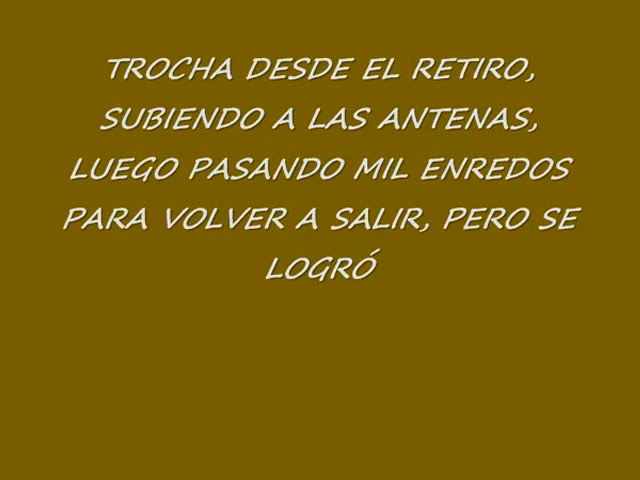 TROCHA DESDE EL RETIRO,
SUBIENDO A LAS ANTENAS,
LUEGO PASANDO MIL ENREDOS
PARA VOLVER A SALIR, PERO SE
LOGRÓ